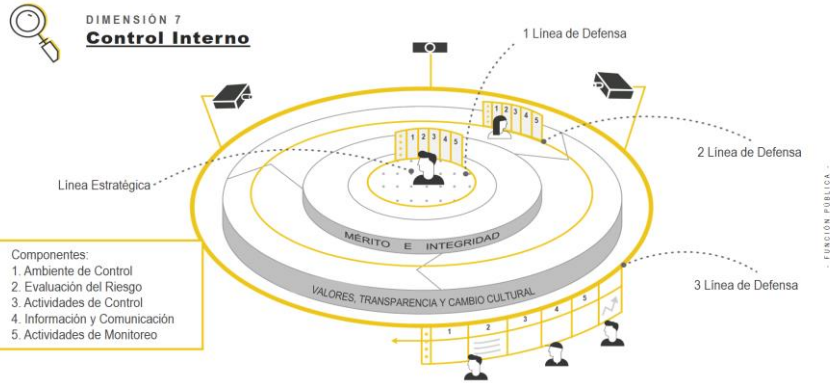 DIMENSIÓN 7
Control Interno
1 Línea de Defensa
1 2 3 4 5
1 2 3 4 5
2 Línea de Defensa
Línea Estratégica
MÉRITO E INTEGRIDAD
VALORES, TRANSPARENCIA Y CAMBIO CULTURAL
3 Línea de Defensa
1 2 3 4 5
Componentes:
1. Ambiente de Control
2. Evaluación del Riesgo
3. Actividades de Control
4. Información y Comunicación
5. Actividades de Monitoreo
- FUNCIÓN PÚBLICA -